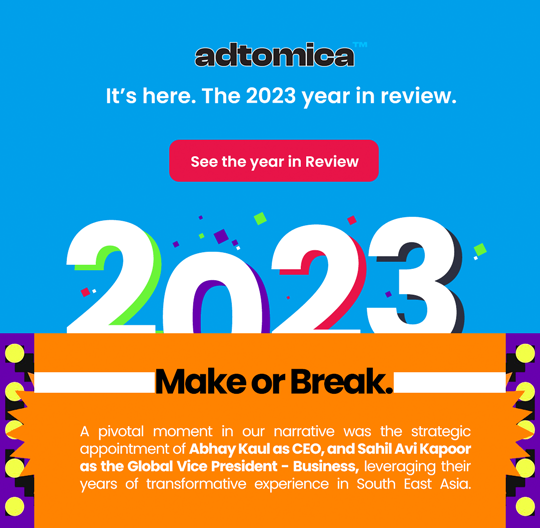 adtomica™
It's here. The 2023 year in review.
See the year in Review
2023
Make or Break.
A pivotal moment in our narrative was the strategic
appointment of Abhay Kaul as CEO, and Sahil Avi Kapoor
as the Global Vice President - Business, leveraging their
years of transformative experience in South East Asia.